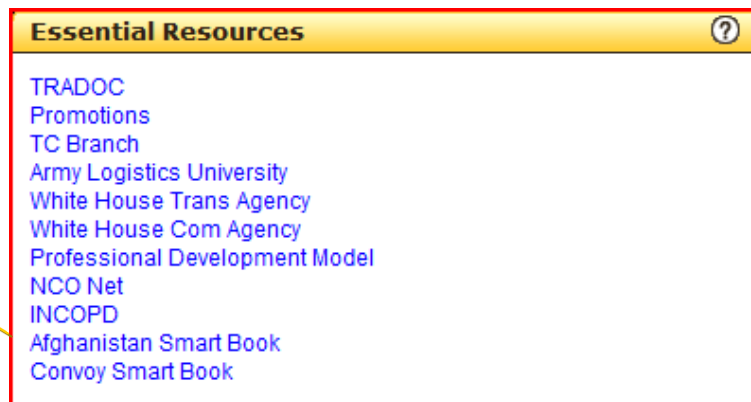 Essential Resources
TRADOC
Promotions
TC Branch
Army Logistics University
White House Trans Agency
White House Com Agency
Professional Development Model
NCO Net
INCOPD
Afghanistan Smart Book
Convoy Smart Book